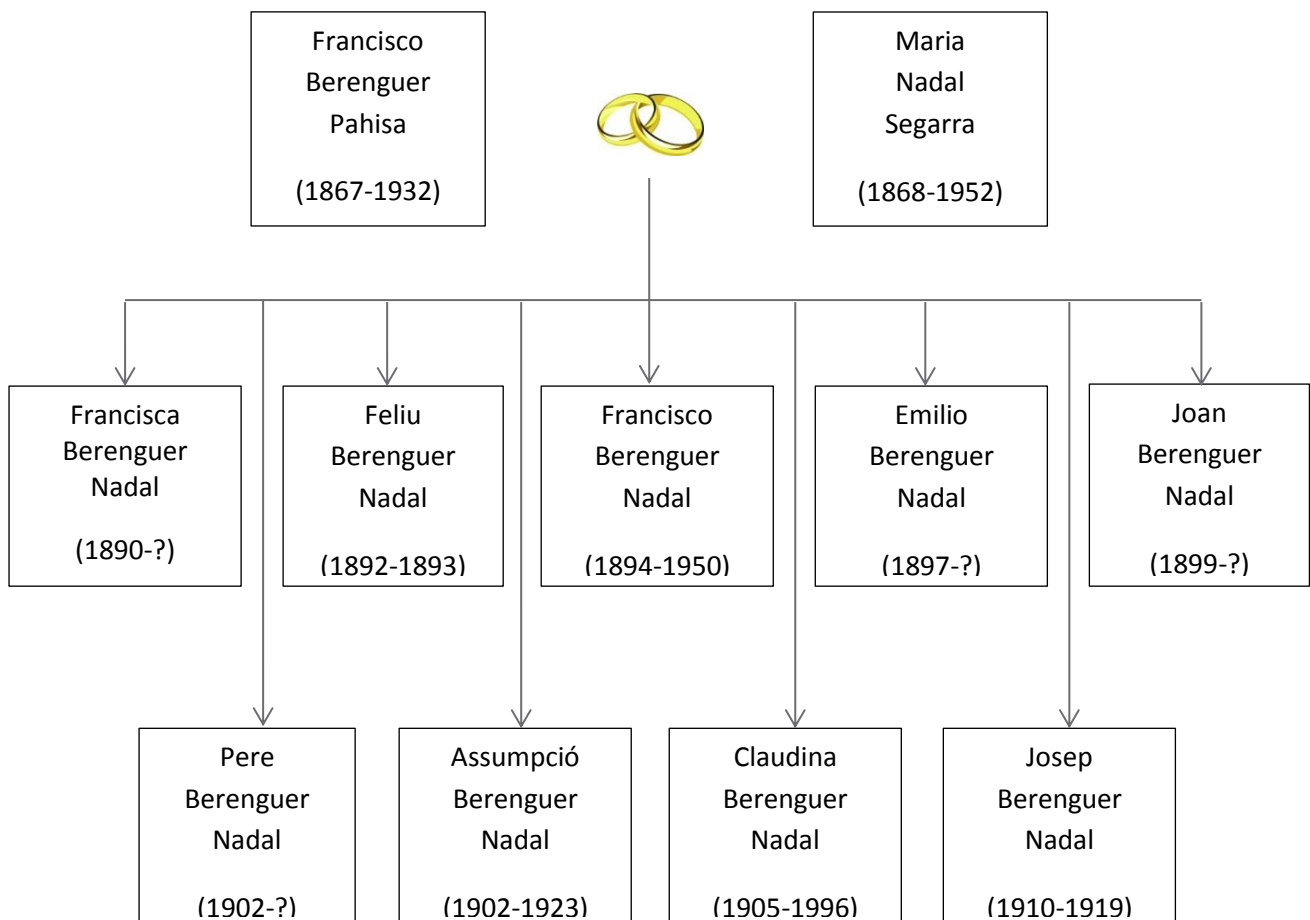 Francisco
Berenguer
Pahisa
(1867-1932)
Maria
Nadal
Segarra
(1868-1952)
Francisca
Berenguer
Nadal
(1890-?)
Feliu
Berenguer
Nadal
(1892-1893)
Francisco
Berenguer
Nadal
(1894-1950)
Emilio
Berenguer
Nadal
(1897-?)
Joan
Berenguer
Nadal
(1899-?)
Pere
Berenguer
Nadal
(1902-?)
Assumpció
Berenguer
Nadal
(1902-1923)
Claudina
Berenguer
Nadal
(1905-1996)
Josep
Berenguer
Nadal
(1910-1919)